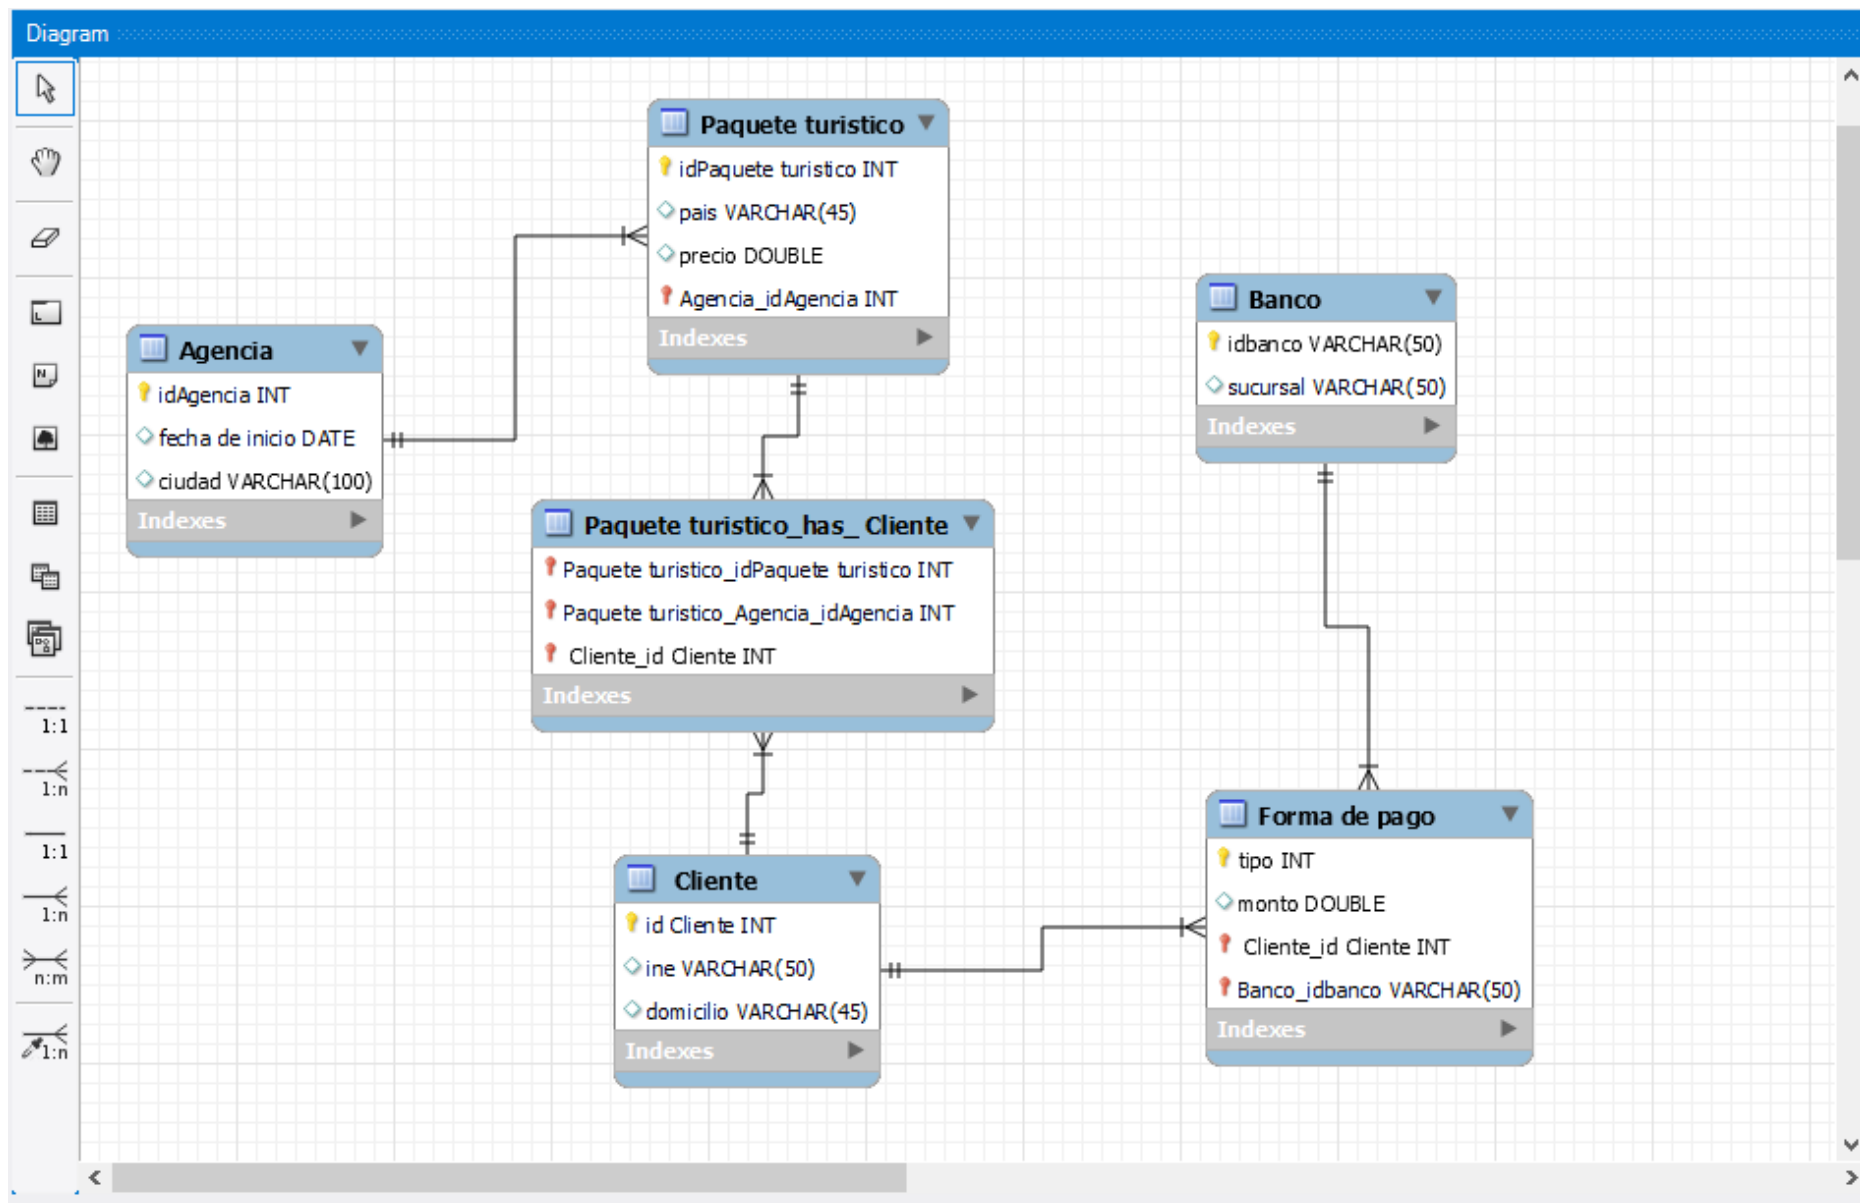 Diagram
Paquete turistico
idPaquete turistico INT
pais VARCHAR(45)
precio DOUBLE
Agencia_idAgencia INT
Indexes
Agencia
idAgencia INT
fecha de inicio DATE
ciudad VARCHAR(100)
Indexes
Banco
idbanco VARCHAR(50)
sucursal VARCHAR(50)
Indexes
Paquete turistico_has_ Cliente
Paquete turistico_idPaquete turistico INT
Paquete turistico_Agencia_idAgencia INT
Cliente_id Cliente INT
Indexes
Cliente
id Cliente INT
ine VARCHAR(50)
domicilio VARCHAR(45)
Indexes
Forma de pago
tipo INT
monto DOUBLE
Cliente_id Cliente INT
Banco_idbanco VARCHAR(50)
Indexes
1:1
1:n
1:1
1:n
n:m
1:n